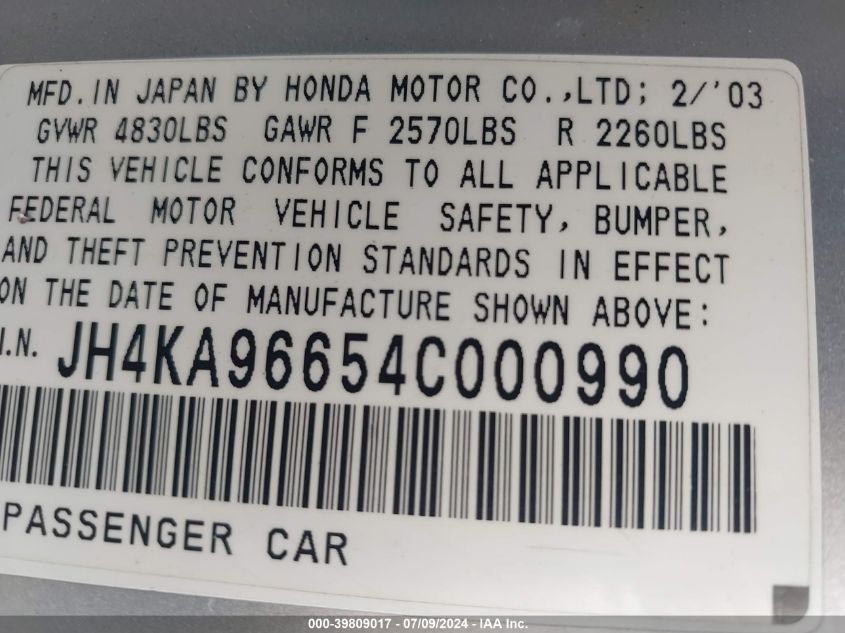 MFD. IN JAPAN BY HONDA MOTOR CO.,LTD; 2/'03
GVWR 4830LBS GAWR F 2570LBS R 2260LBS
THIS VEHICLE CONFORMS TO ALL APPLICABLE
FEDERAL MOTOR VEHICLE SAFETY, BUMPER,
AND THEFT PREVENTION STANDARDS IN EFFECT
ON THE DATE OF MANUFACTURE SHOWN ABOVE:
I.N. JH4KA96654C000990
PASSENGER CAR
000-39809017 - 07/09/2024 - IAA Inc.